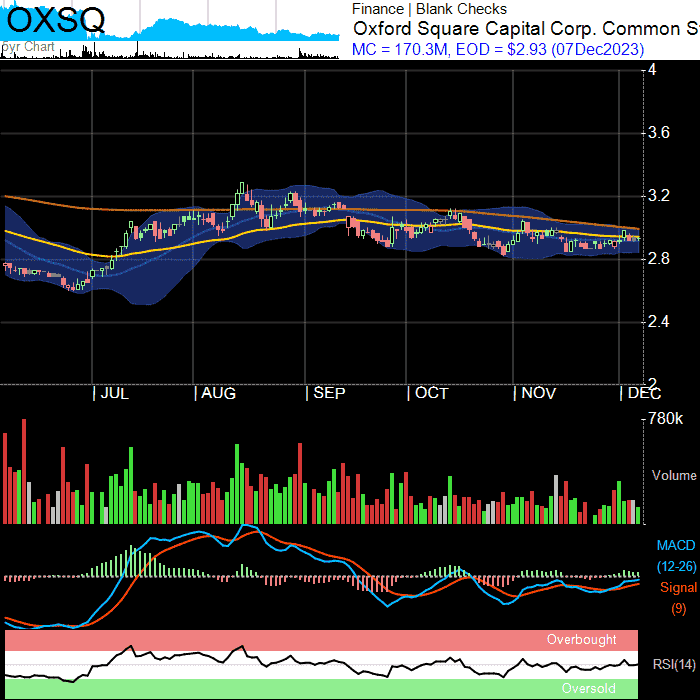 OXSQ
5yr Chart
Finance | Blank Checks
Oxford Square Capital Corp. Common S
MC = 170.3M, EOD = $2.93 (07Dec2023)
4
3.6
3.2
2.8
2.4
2
JUL AUG SEP OCT NOV DEC
780k
Volume
MACD
(12-26)
Signal
(9)
Overbought
RSI(14)
Oversold